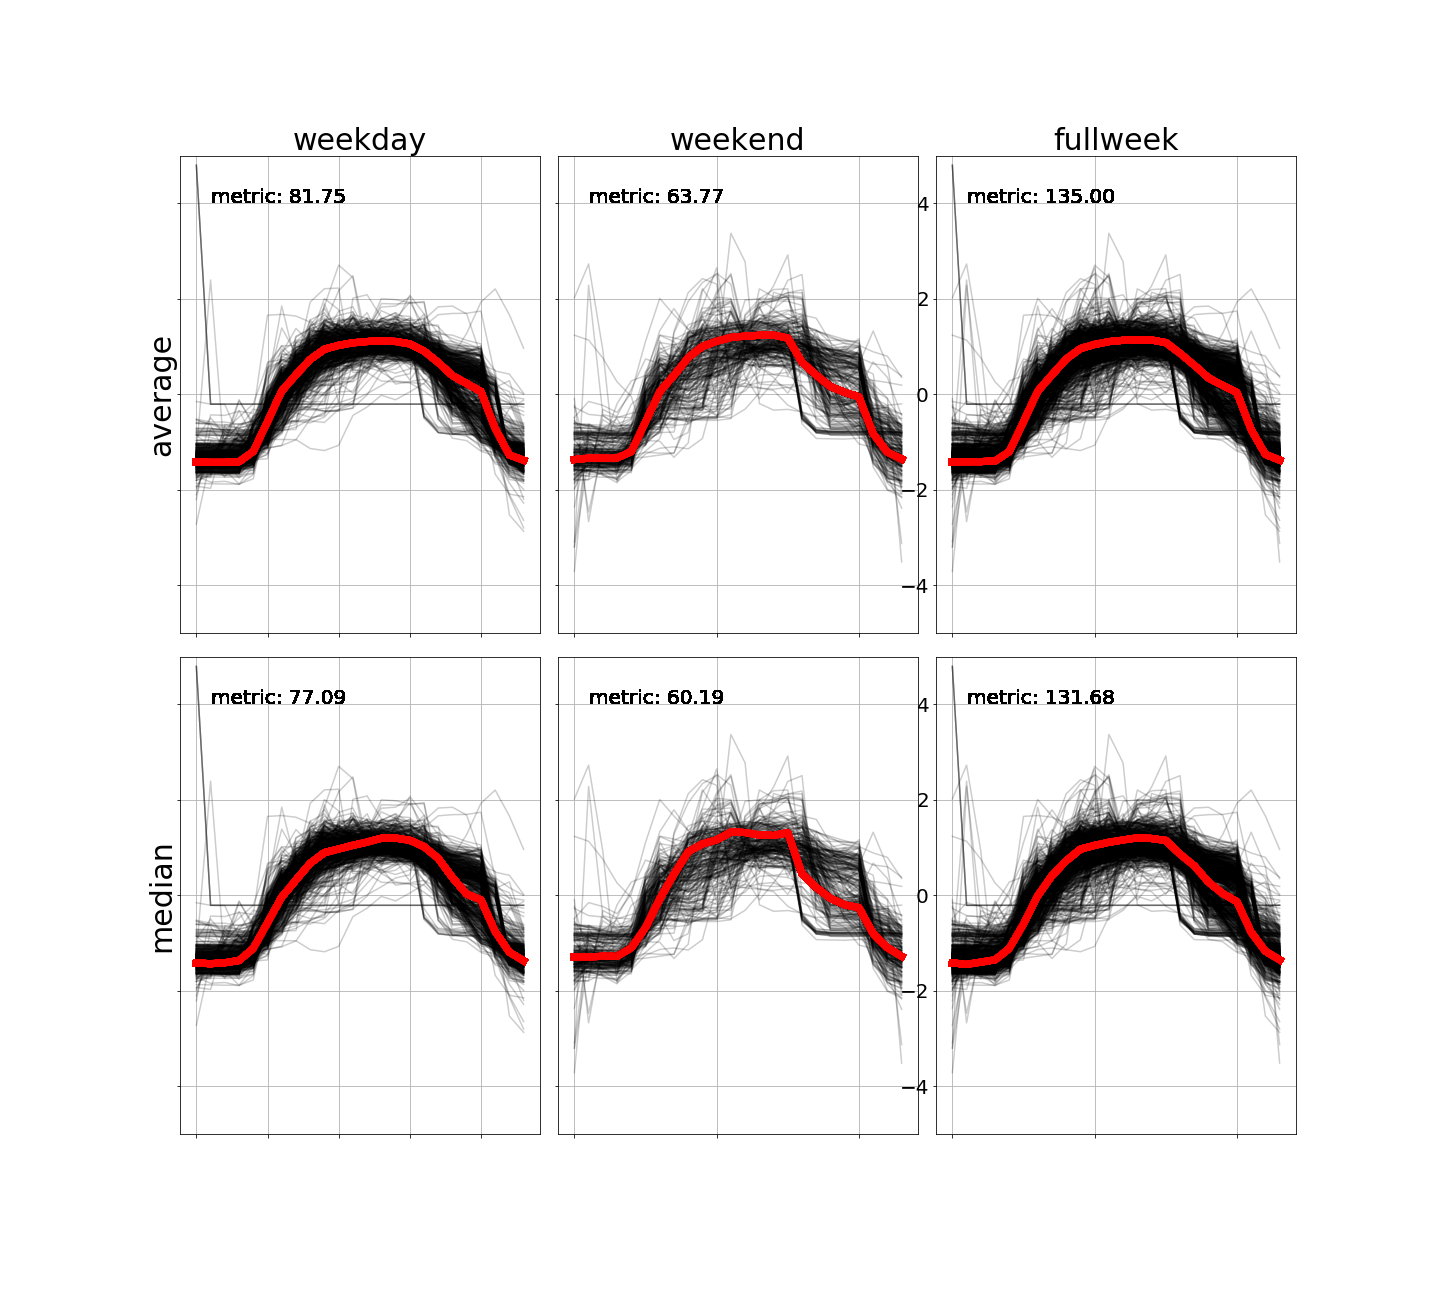 weekday weekend fullweek
average
metric: 81.75
metric: 63.77
metric: 135.00
4
2
0
−2
−4
median
metric: 77.09
metric: 60.19
metric: 131.68
4
2
0
−2
−4